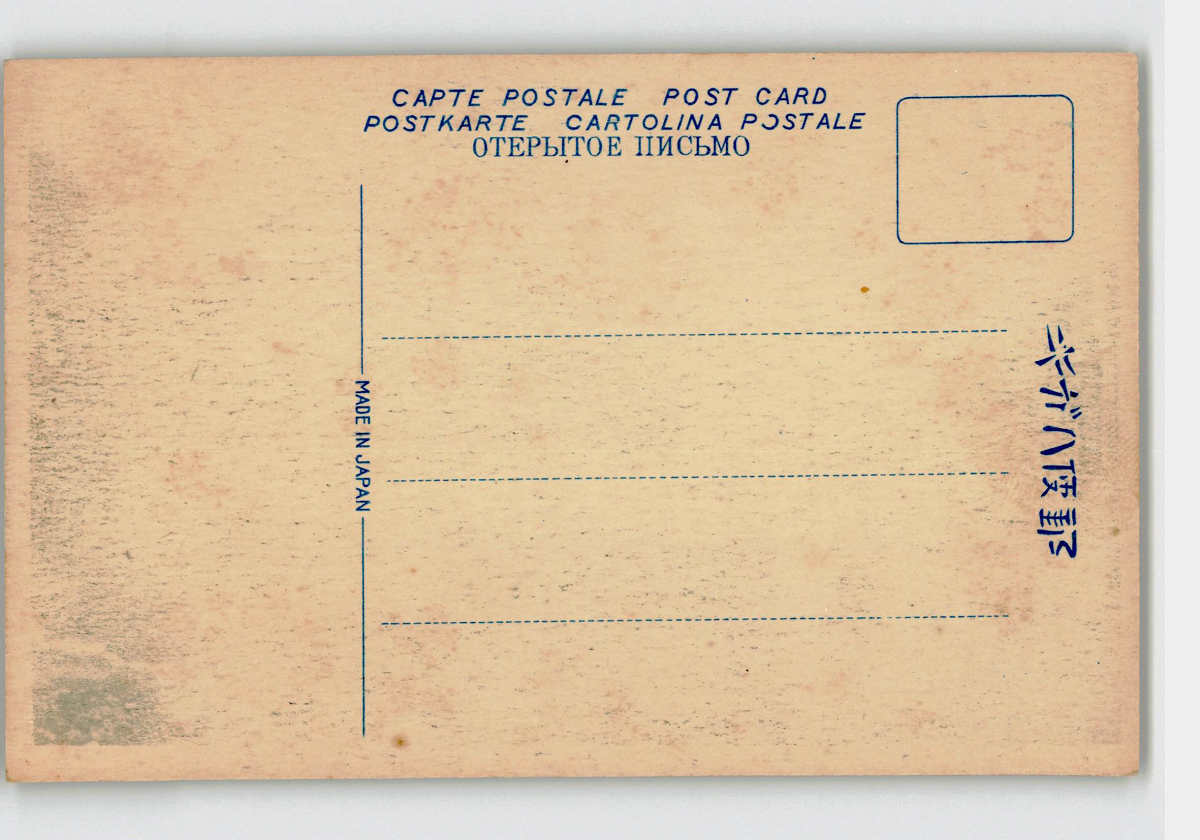 CAPTE POSTALE POST CARD
POSTKARTE CARTOLINA POSTALE
ОТЕРЫТОЕ ПИСЬМО
MADE IN JAPAN
郵便ハガキ